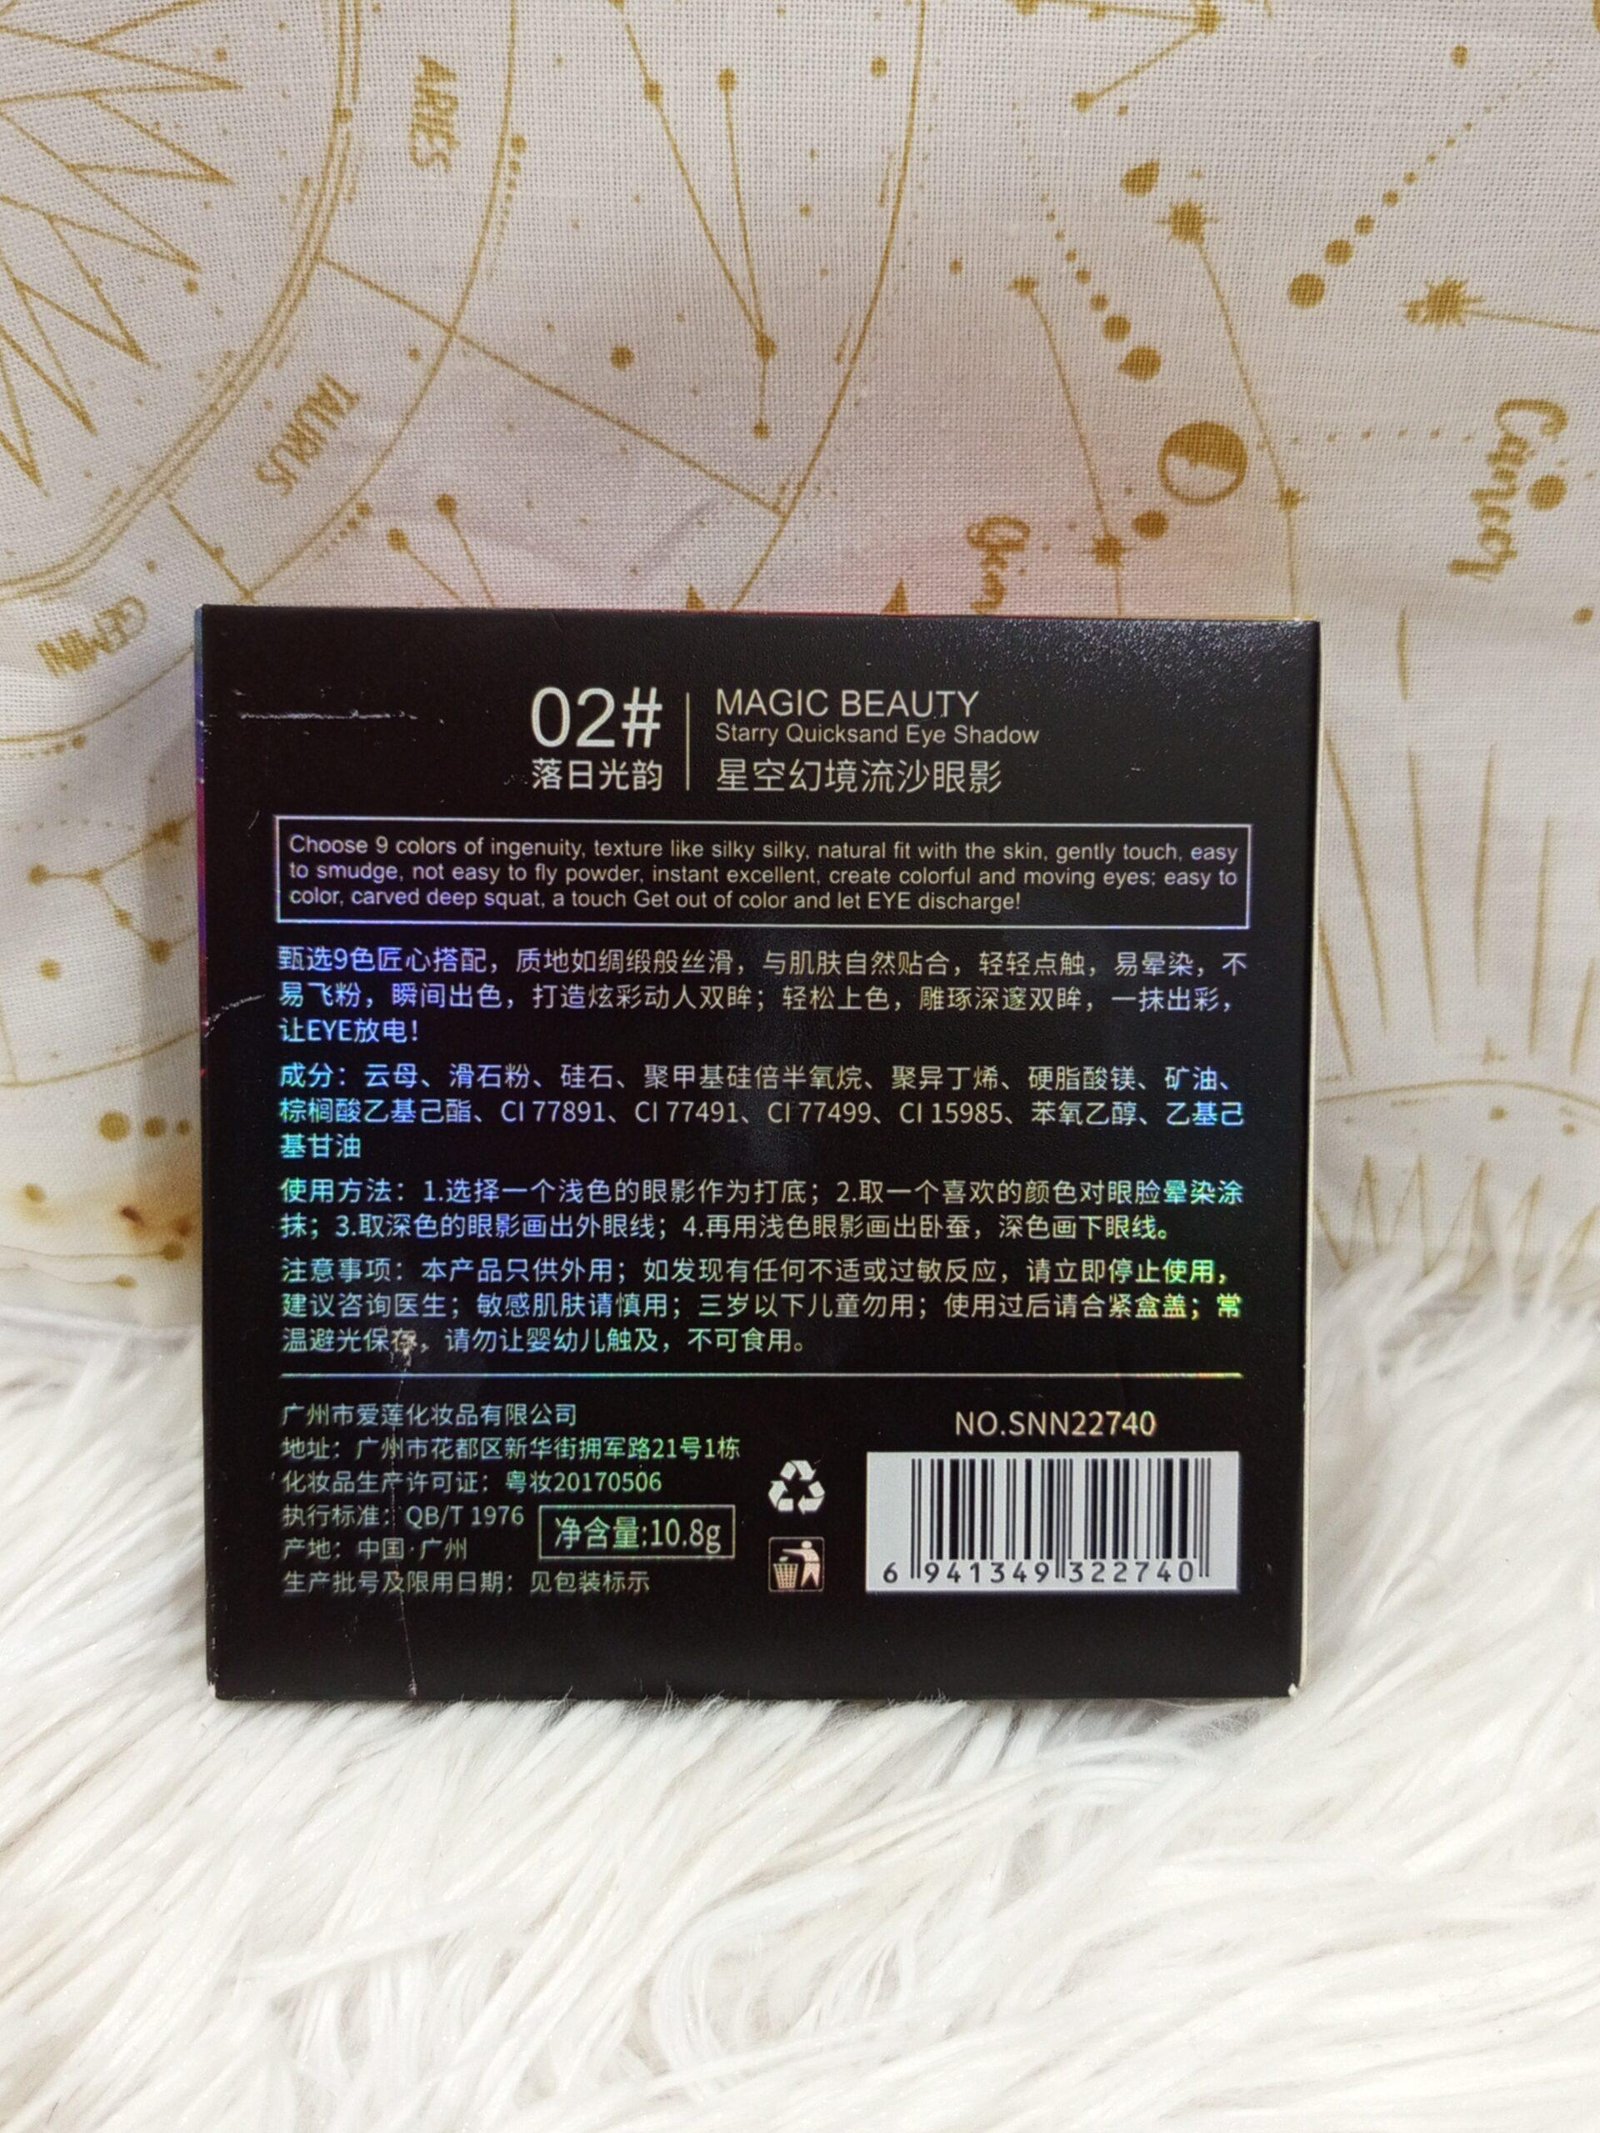 ARIES
TAURUS
GEMINI
Gem
Cancer
02#
落日光韵
MAGIC BEAUTY
Starry Quicksand Eye Shadow
星空幻境流沙眼影
Choose 9 colors of ingenuity, texture like silky silky, natural fit with the skin, gently touch, easy
to smudge, not easy to fly powder, instant excellent, create colorful and moving eyes; easy to
color, carved deep squat, a touch Get out of color and let EYE discharge!
甄选9色匠心搭配，质地如绸缎般丝滑，与肌肤自然贴合，轻轻点触，易晕染，不
易飞粉，瞬间出色，打造炫彩动人双眸；轻松上色，雕琢深邃双眸，一抹出彩，
让EYE放电！
成分：云母、滑石粉、硅石、聚甲基硅倍半氧烷、聚异丁烯、硬脂酸镁、矿油、
棕榈酸乙基己酯、CI 77891、CI 77491、CI 77499、CI 15985、苯氧乙醇、乙基己
基甘油
使用方法：1.选择一个浅色的眼影作为打底；2.取一个喜欢的颜色对眼脸晕染涂
抹；3.取深色的眼影画出外眼线；4.再用浅色眼影画出卧蚕，深色画下眼线。
注意事项：本产品只供外用；如发现有任何不适或过敏反应，请立即停止使用，
建议咨询医生；敏感肌肤请慎用；三岁以下儿童勿用；使用过后请合紧盒盖；常
温避光保存，请勿让婴幼儿触及，不可食用。
广州市爱莲化妆品有限公司
地址：广州市花都区新华街拥军路21号1栋
化妆品生产许可证：粤妆20170506
执行标准：QB/T 1976
净含量:10.8g
产地：中国·广州
生产批号及限用日期：见包装标示
NO.SNN22740
6 941349 322740